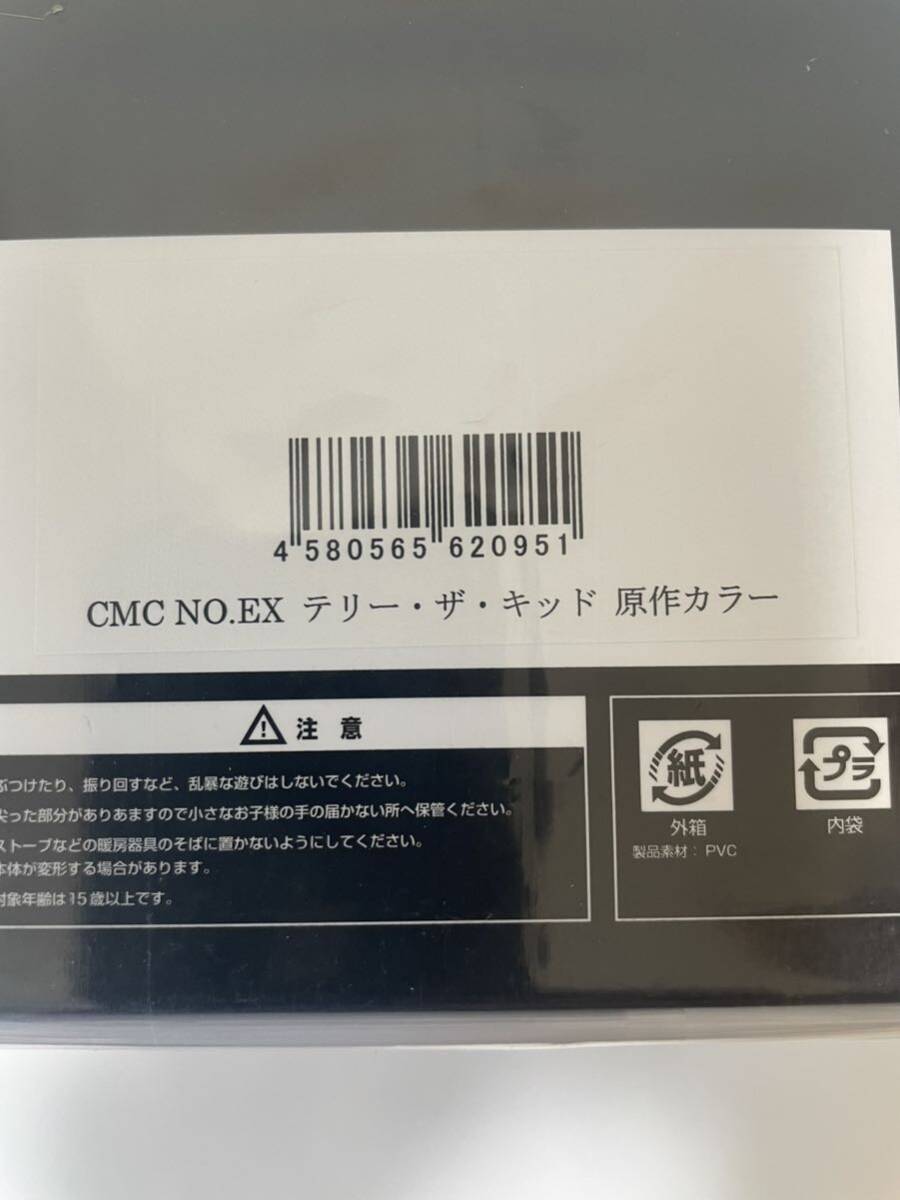 4 580565 620951
CMC NO.EX テリー・ザ・キッド 原作カラー
注 意
ぶつけたり、振り回すなど、乱暴な遊びはしないでください。
尖った部分がありあますので小さなお子様の手の届かない所へ保管ください。
ストーブなどの暖房器具のそばに置かないようにしてください。
本体が変形する場合があります。
対象年齢は15歳以上です。
紙
外箱
プラ
内袋
製品素材：PVC